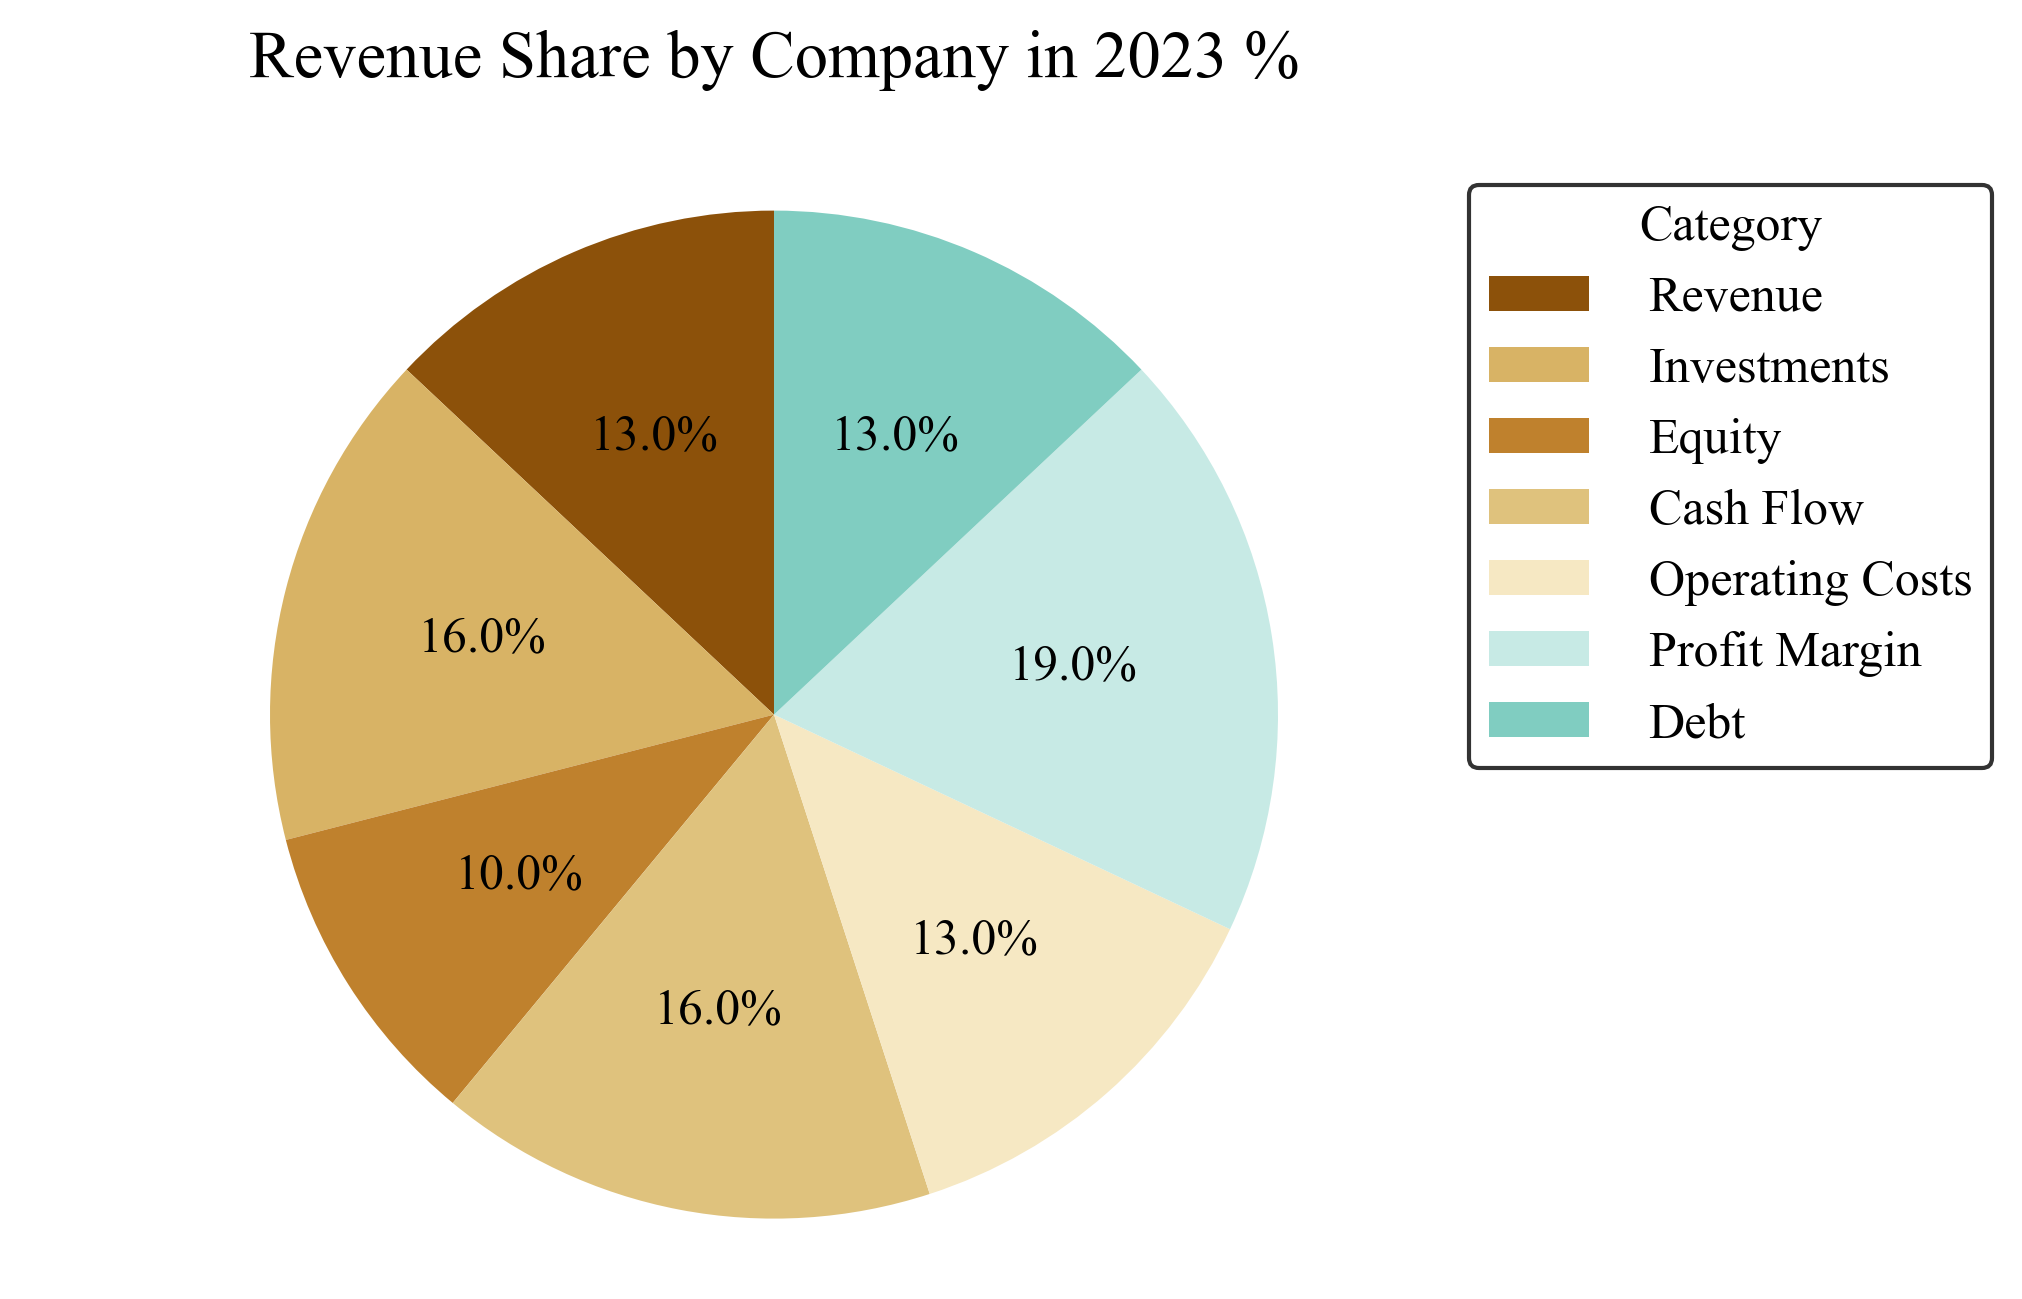 Revenue Share by Company in 2023 %
Category
Revenue
Investments
Equity
Cash Flow
Operating Costs
Profit Margin
Debt
13.0%
13.0%
16.0%
19.0%
10.0%
13.0%
16.0%